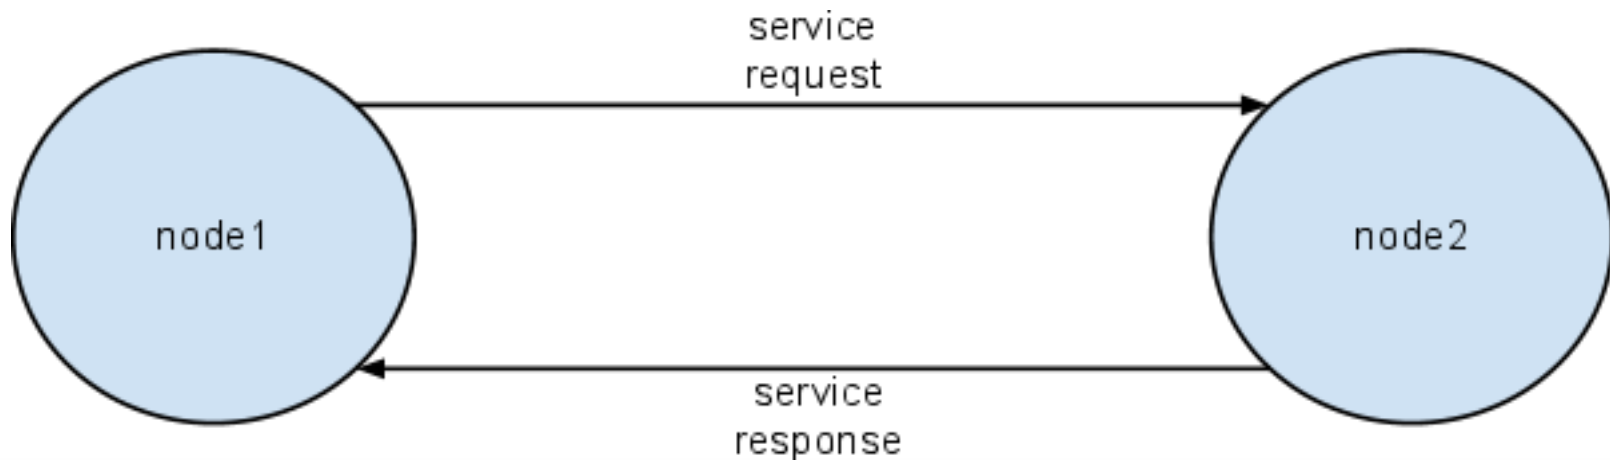 service
request
node1
node2
service
response